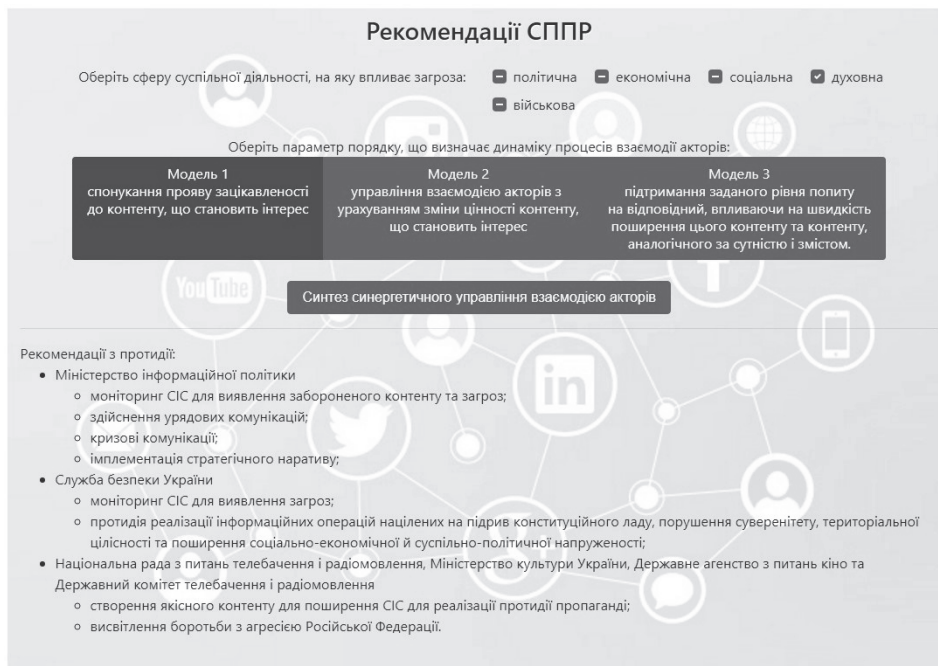 Рекомендації СППР
Оберіть сферу суспільної діяльності, на яку впливає загроза: політична економічна соціальна духовна
військова
Оберіть параметр порядку, що визначає динаміку процесів взаємодії акторів:
Модель 1
спонукання прояву зацікавленості
до контенту, що становить інтерес
Модель 2
управління взаємодією акторів з
урахуванням зміни цінності контенту,
що становить інтерес
Модель 3
підтримання заданого рівня попиту
на відповідний, впливаючи на швидкість
поширення цього контенту та контенту,
аналогічного за сутністю і змістом.
YouTube
Синтез синергетичного управління взаємодією акторів
in
Рекомендації з протидії:
• Міністерство інформаційної політики
моніторинг СІС для виявлення забороненого контенту та загроз;
здійснення урядових комунікацій;
кризові комунікації;
імплементація стратегічного наративу;
• Служба безпеки України
моніторинг СІС для виявлення загроз;
протидія реалізації інформаційних операцій націлених на підрив конституційного ладу, порушення суверенітету, територіальної
цілісності та поширення соціально-економічної й суспільно-політичної напруженості;
• Національна рада з питань телебачення і радіомовлення, Міністерство культури України, Державне агенство з питань кіно та
Державний комітет телебачення і радіомовлення
створення якісного контенту для поширення СІС для реалізації протидії пропаганді;
висвітлення боротьби з агресією Російської Федерації.